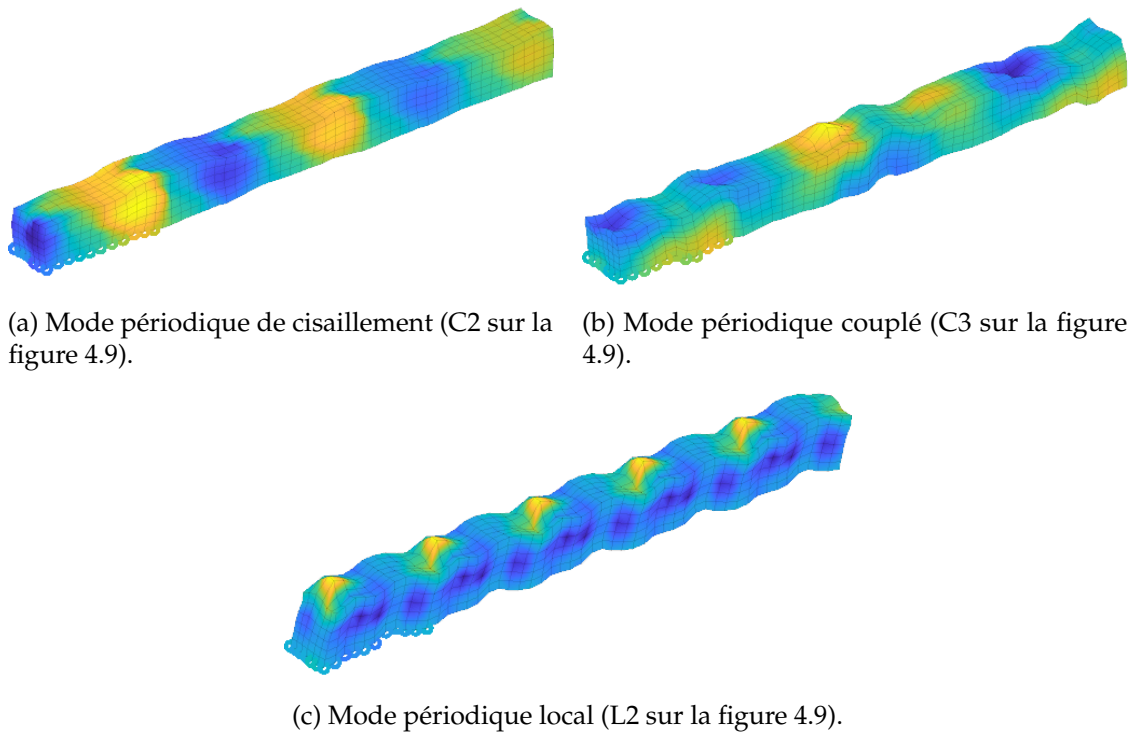 (a) Mode périodique de cisaillement (C2 sur la
figure 4.9).
(b) Mode périodique couplé (C3 sur la figure
4.9).
(c) Mode périodique local (L2 sur la figure 4.9).